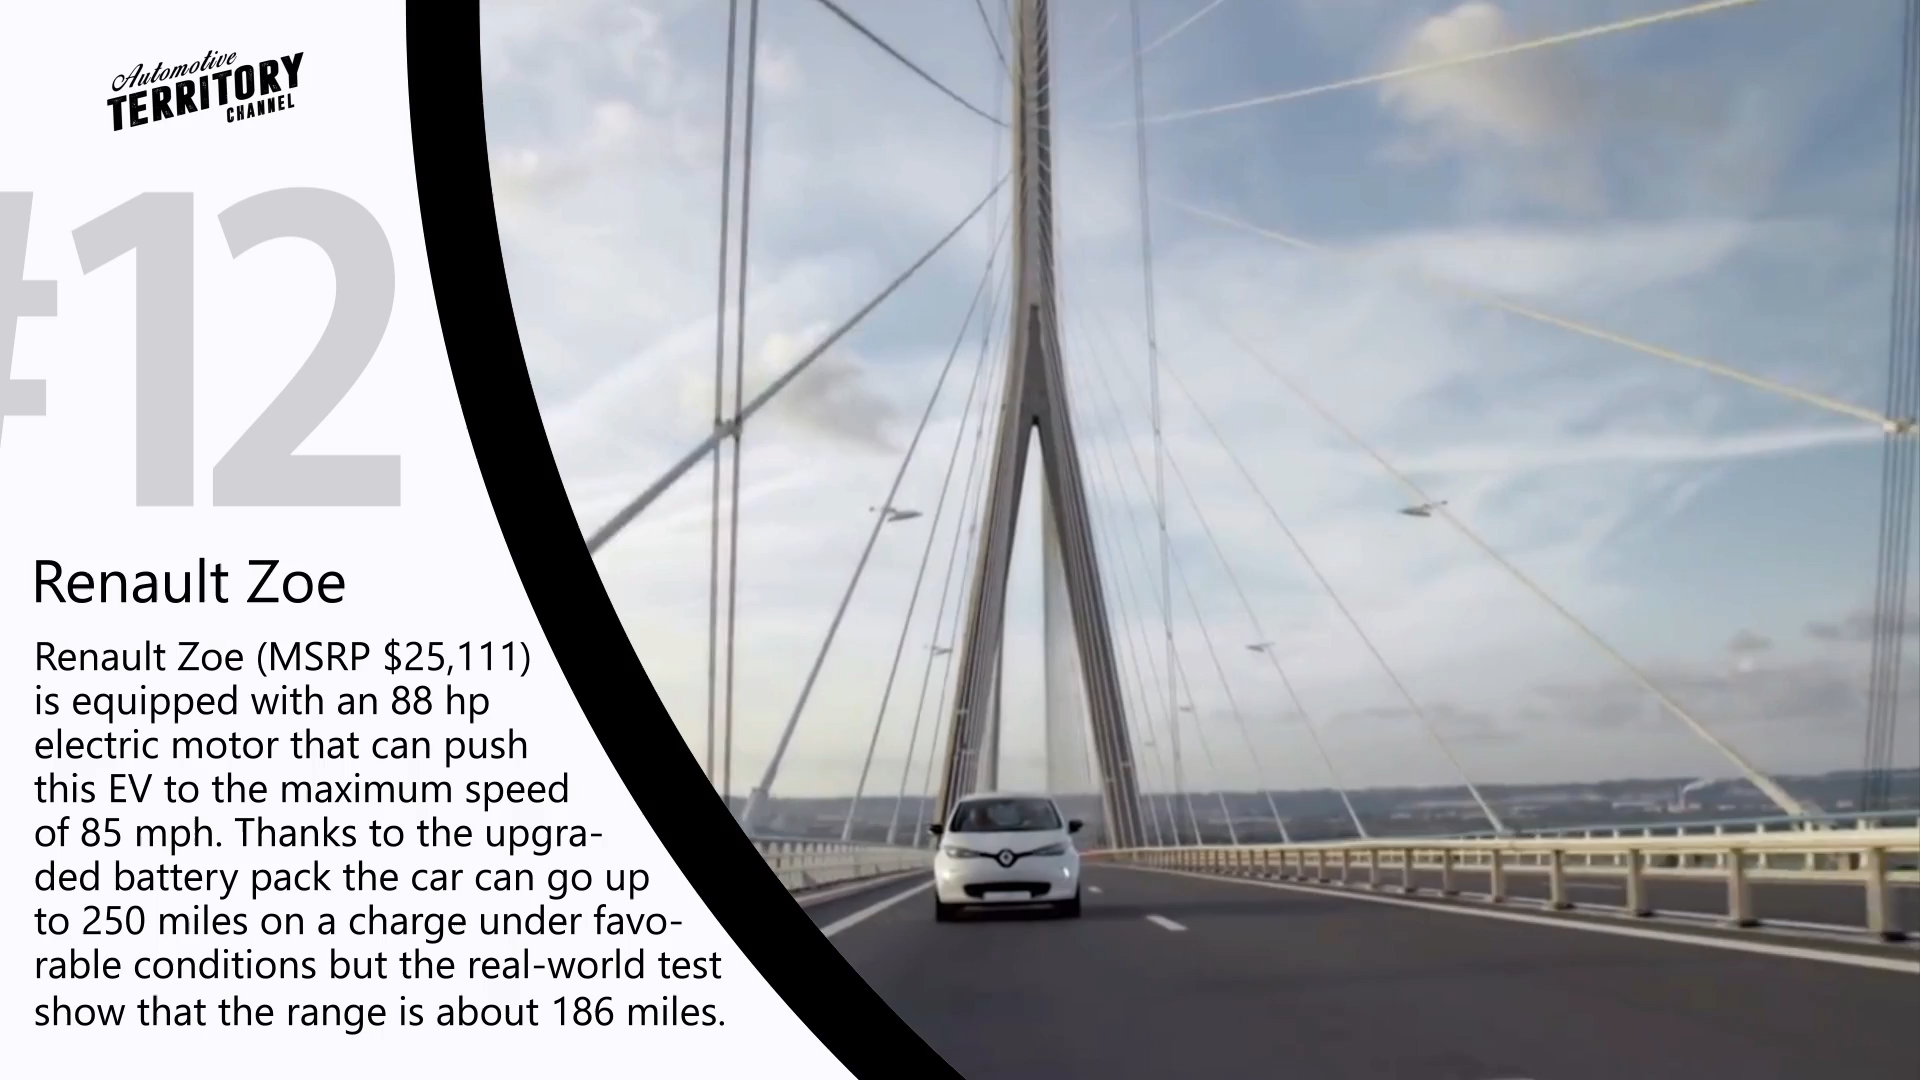 Automotive
TERRITORY
CHANNEL
#12
Renault Zoe
Renault Zoe (MSRP $25,111)
is equipped with an 88 hp
electric motor that can push
this EV to the maximum speed
of 85 mph. Thanks to the upgra-
ded battery pack the car can go up
to 250 miles on a charge under favo-
rable conditions but the real-world test
show that the range is about 186 miles.